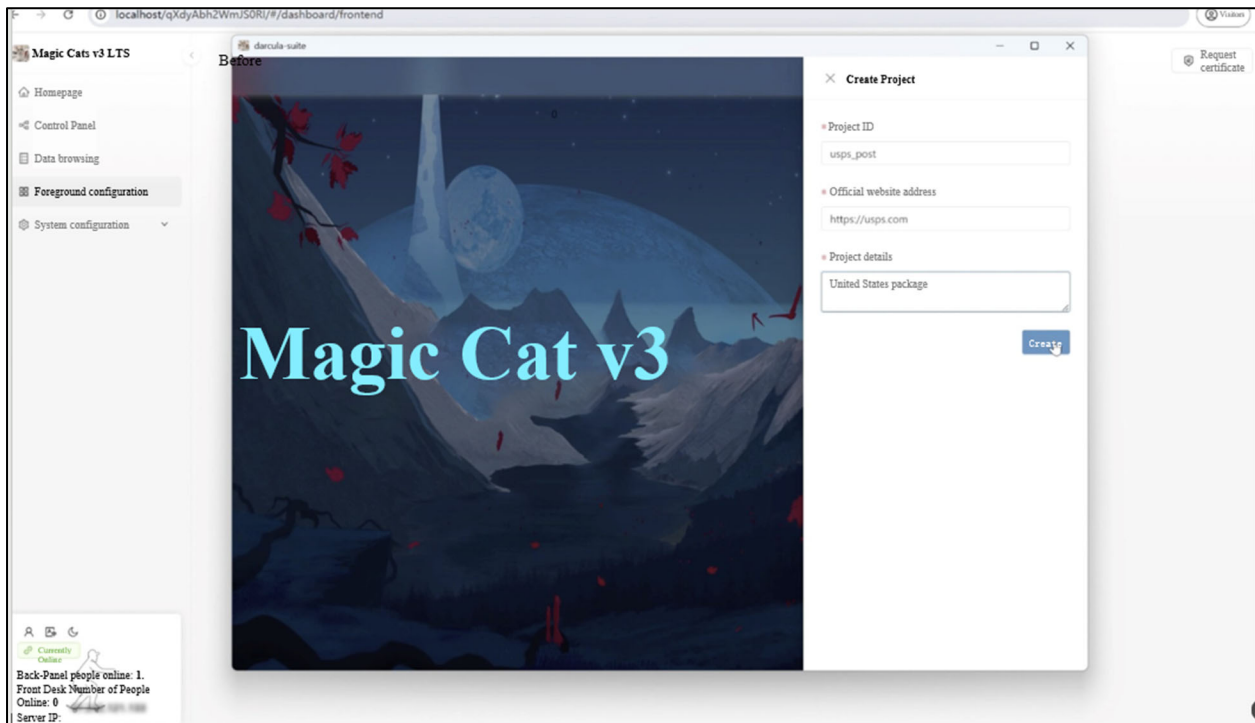 localhost/qXdyAbh2WmJS0Rl/#/dashboard/frontend
Visitors
Magic Cats v3 LTS
Homepage
Control Panel
Data browsing
Foreground configuration
System configuration
Currently
Online
Back-Panel people online: 1.
Front Desk Number of People
Online: 0
Server IP:
darcula-suite
Before
0
Magic Cat v3
Create Project
Project ID
usps_post
Official website address
https://usps.com
Project details
United States package
Create
Request
certificate